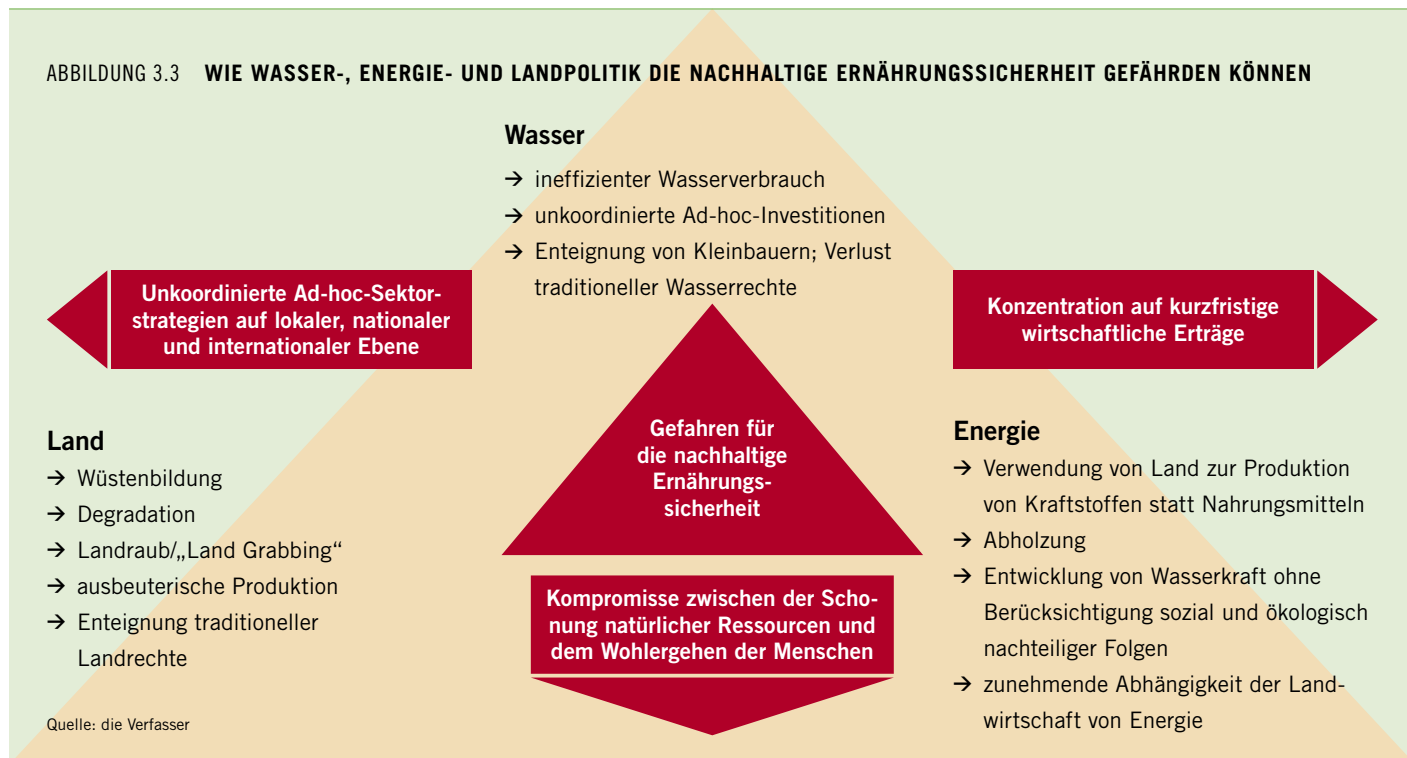 ABBILDUNG 3.3 WIE WASSER-, ENERGIE- UND LANDPOLITIK DIE NACHHALTIGE ERNÄHRUNGSSICHERHEIT GEFÄHRDEN KÖNNEN
Wasser
→ ineffizienter Wasserverbrauch
→ unkoordinierte Ad-hoc-Investitionen
→ Enteignung von Kleinbauern; Verlust
traditioneller Wasserrechte
Unkoordinierte Ad-hoc-Sektor-
strategien auf lokaler, nationaler
und internationaler Ebene
Konzentration auf kurzfristige
wirtschaftliche Erträge
Gefahren für
die nachhaltige
Ernährungs-
sicherheit
Land
→ Wüstenbildung
→ Degradation
→ Landraub/„Land Grabbing“
→ ausbeuterische Produktion
→ Enteignung traditioneller
Landrechte
Energie
→ Verwendung von Land zur Produktion
von Kraftstoffen statt Nahrungsmitteln
→ Abholzung
→ Entwicklung von Wasserkraft ohne
Berücksichtigung sozial und ökologisch
nachteiliger Folgen
→ zunehmende Abhängigkeit der Land-
wirtschaft von Energie
Kompromisse zwischen der Scho-
nung natürlicher Ressourcen und
dem Wohlergehen der Menschen
Quelle: die Verfasser